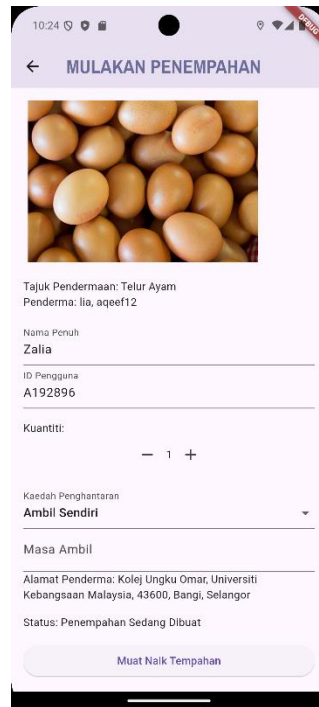 10:24
DEBUG
MULAKAN PENEMPAHAN
Tajuk Pendermaan: Telur Ayam
Penderma: lia, aqeef12
Nama Penuh
Zalia
ID Pengguna
A192896
Kuantiti:
— 1 +
Kaedah Penghantaran
Ambil Sendiri
Masa Ambil
Alamat Penderma: Kolej Ungku Omar, Universiti
Kebangsaan Malaysia, 43600, Bangi, Selangor
Status: Penempahan Sedang Dibuat
Muat Naik Tempahan